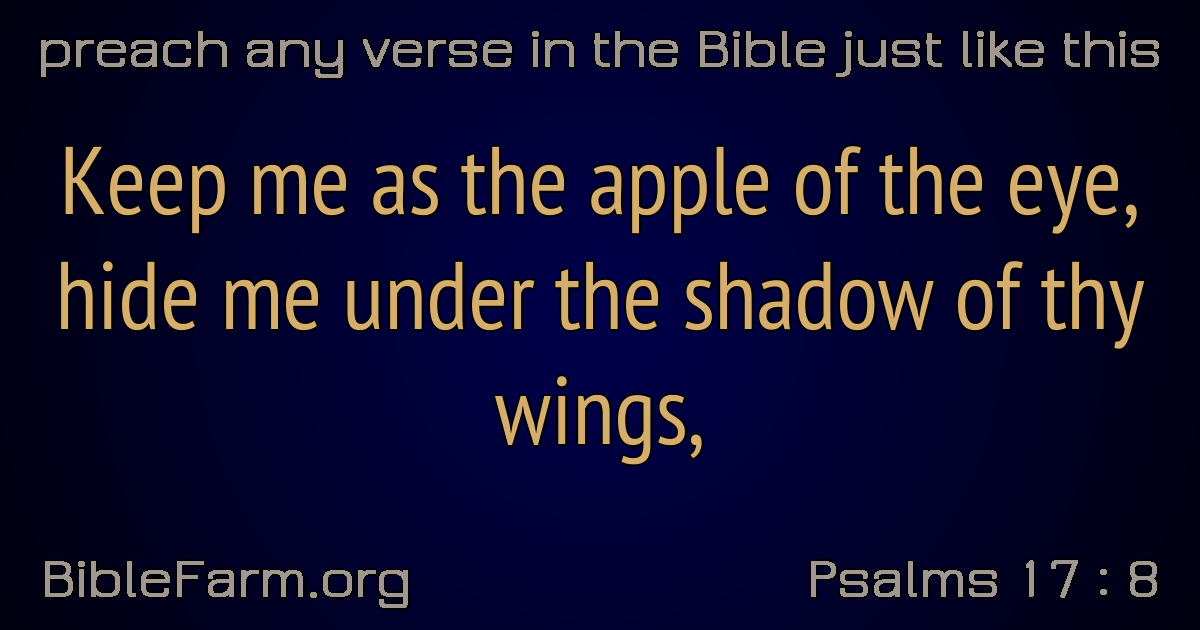 preach any verse in the Bible just like this
Keep me as the apple of the eye,
hide me under the shadow of thy
wings,
BibleFarm.org
Psalms 17 : 8